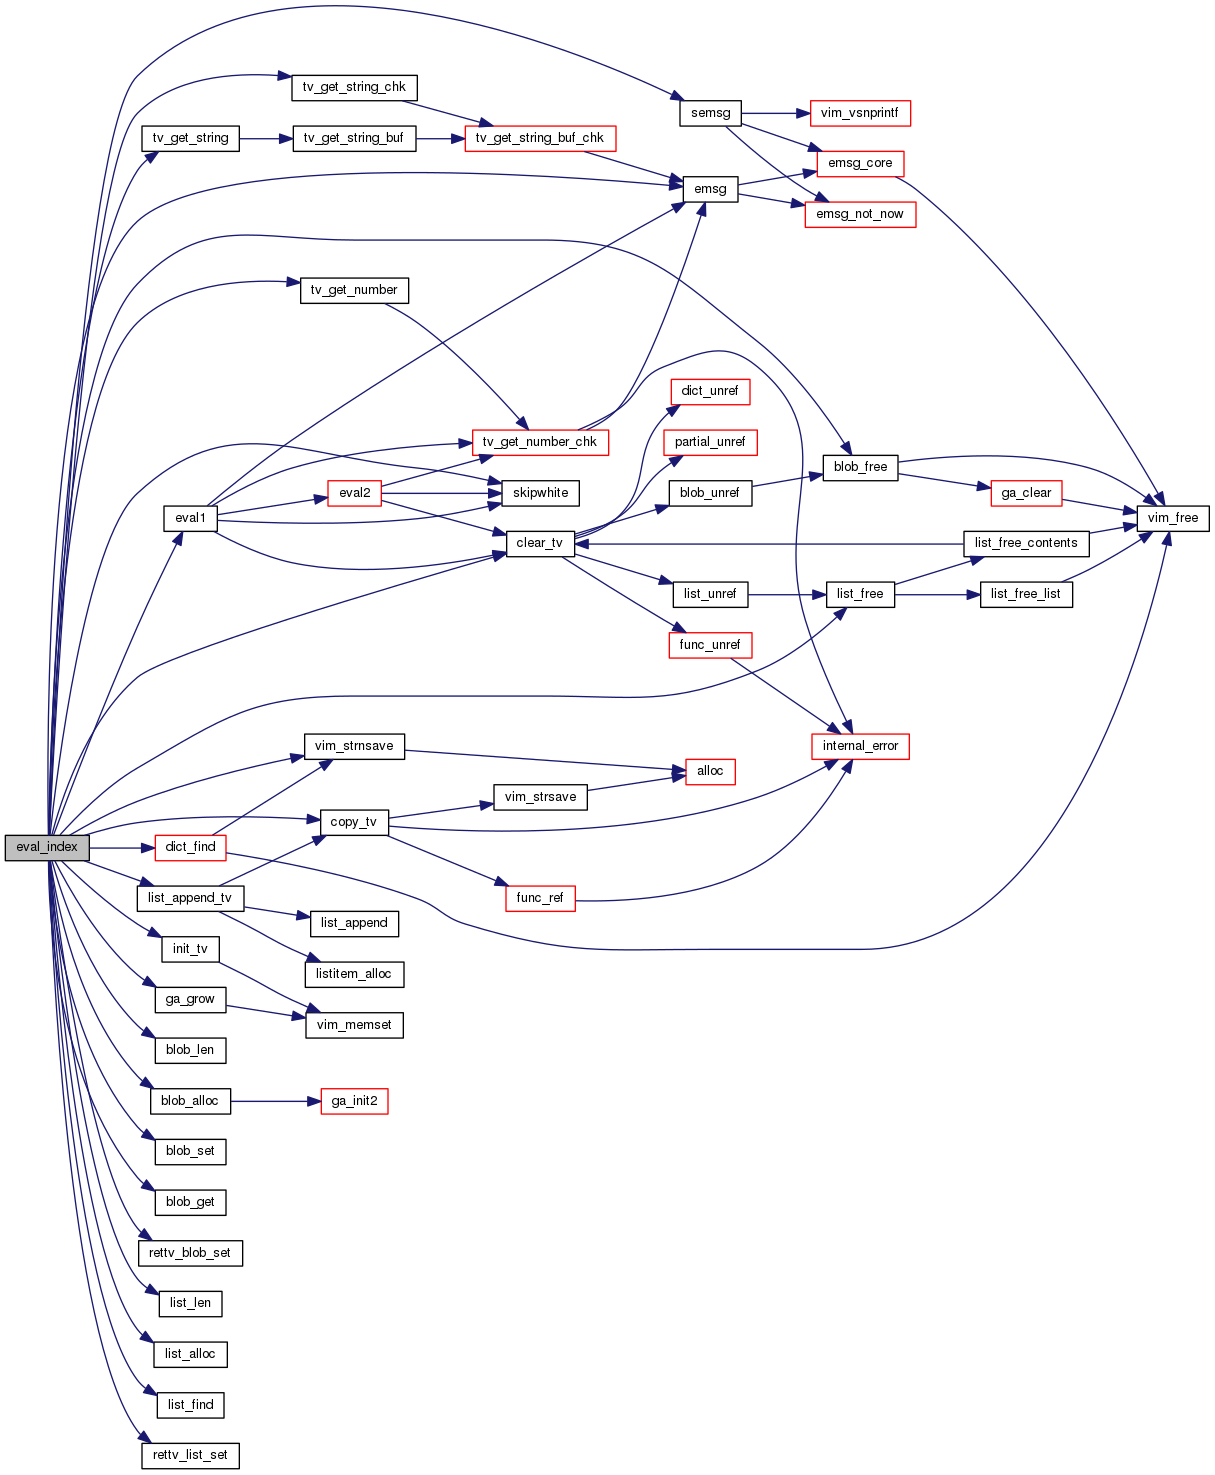 tv_get_string_chk
semsg
vim_vsnprintf
tv_get_string
tv_get_string_buf
tv_get_string_buf_chk
emsg_core
emsg
emsg_not_now
tv_get_number
dict_unref
tv_get_number_chk
partial_unref
blob_free
eval2
skipwhite
blob_unref
ga_clear
eval1
vim_free
clear_tv
list_free_contents
list_unref
list_free
list_free_list
func_unref
vim_strnsave
internal_error
alloc
vim_strsave
copy_tv
eval_index
dict_find
list_append_tv
func_ref
list_append
init_tv
listitem_alloc
ga_grow
vim_memset
blob_len
blob_alloc
ga_init2
blob_set
blob_get
rettv_blob_set
list_len
list_alloc
list_find
rettv_list_set